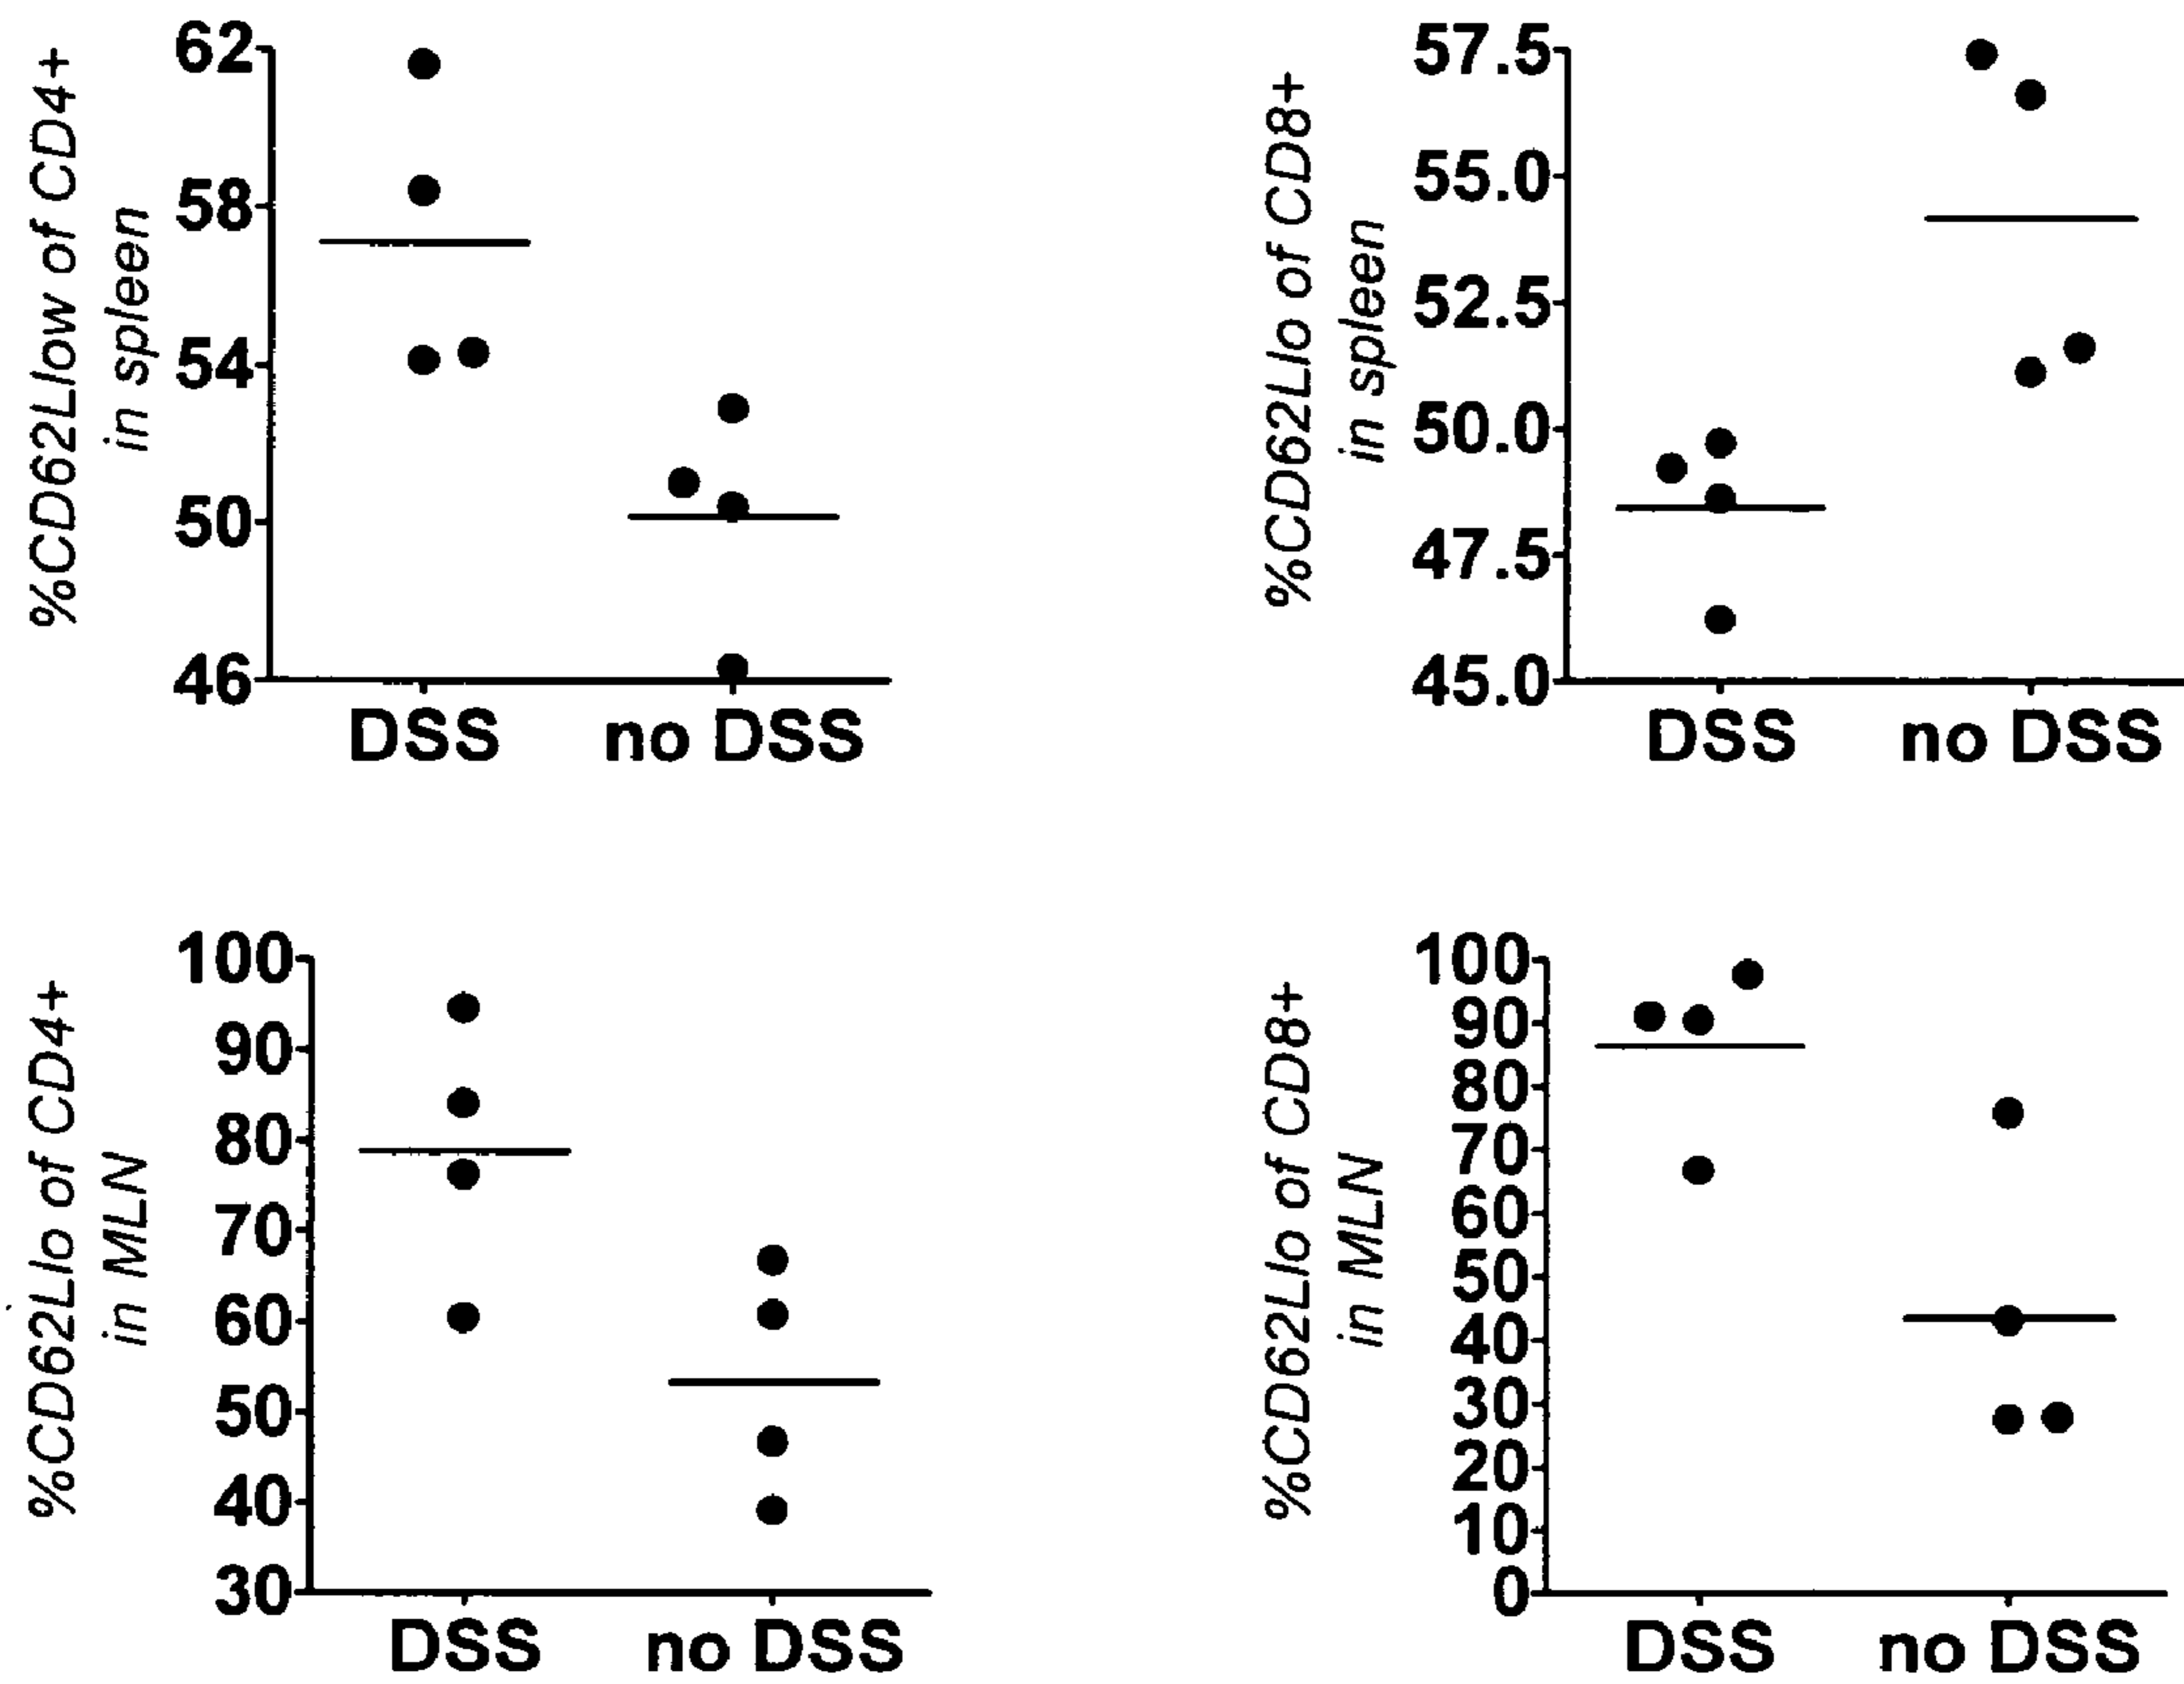 %CD62Llow of CD4+
in spleen
62
58
54
50
46
DSS no DSS
%CD62Llo of CD8+
in spleen
57.5
55.0
52.5
50.0
47.5
45.0
DSS no DSS
%CD62Llo of CD4+
in MLN
100
90
80
70
60
50
40
30
DSS no DSS
%CD62Llo of CD8+
in MLN
100
90
80
70
60
50
40
30
20
10
0
DSS no DSS